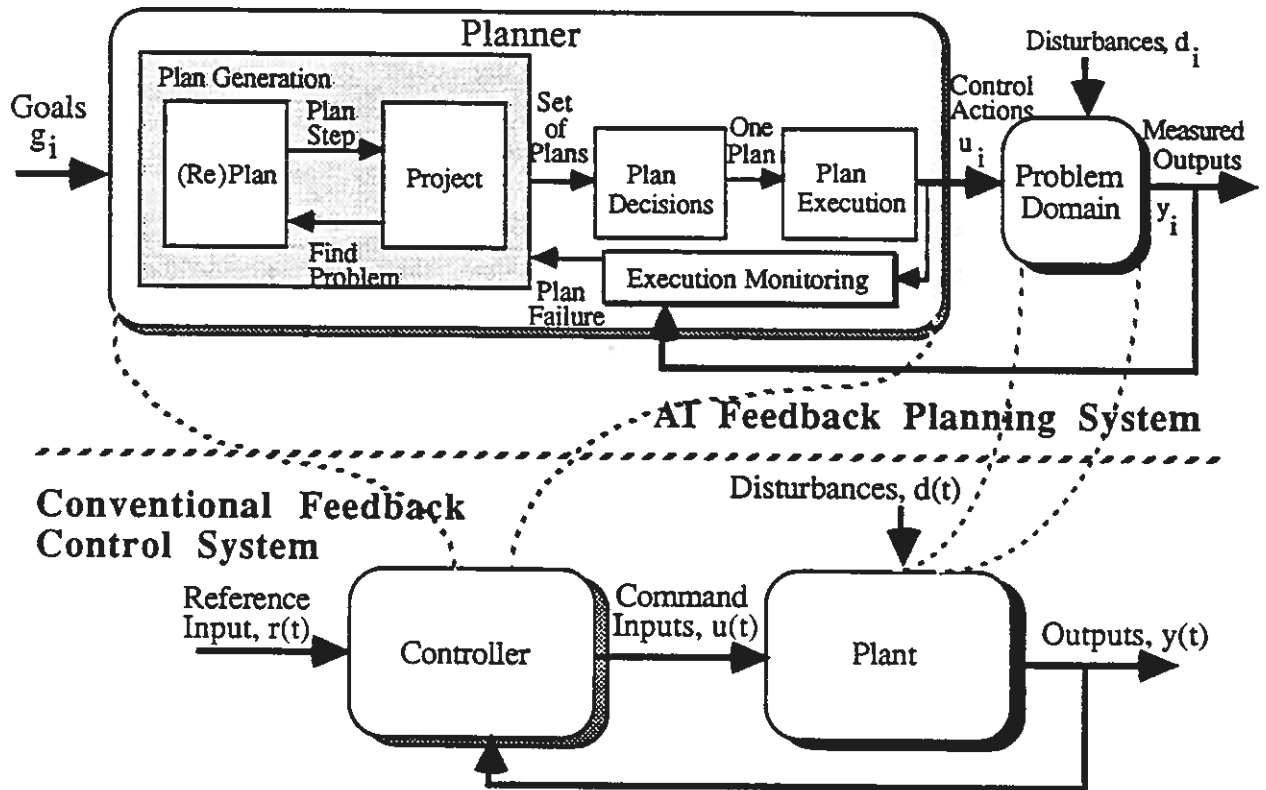 Planner
Disturbances, d i
Plan Generation
Goals
g i
Plan
Step
Set
of
Plans
One
Plan
Control
Actions
u i
Measured
Outputs
y i
(Re)Plan
Project
Plan
Decisions
Plan
Execution
Problem
Domain
Find
Problem
Plan
Failure
Execution Monitoring
AI Feedback Planning System
Conventional Feedback
Control System
Disturbances, d(t)
Reference
Input, r(t)
Controller
Command
Inputs, u(t)
Plant
Outputs, y(t)